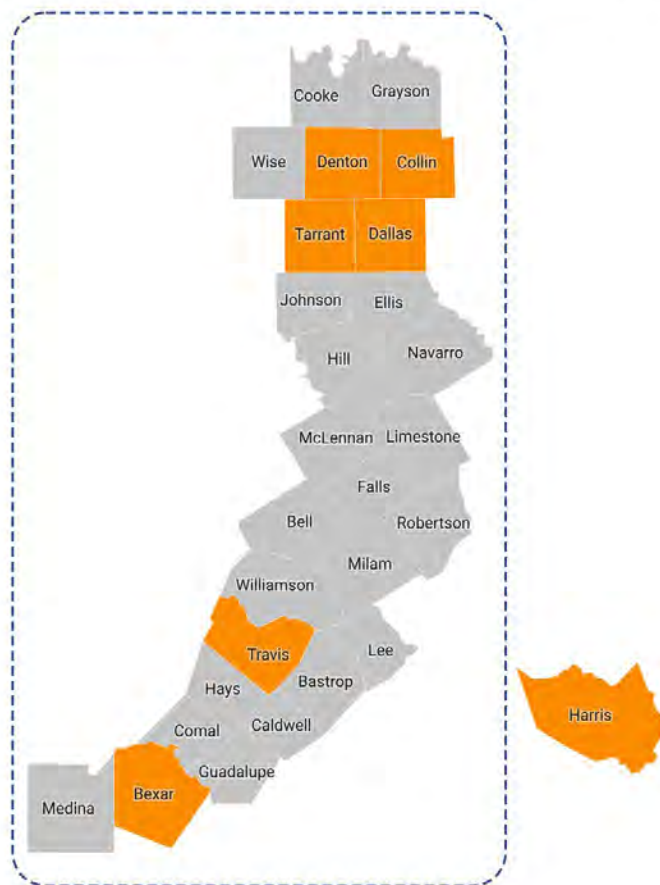 Cooke Grayson
Wise Denton Collin
Tarrant Dallas
Johnson Ellis
Hill Navarro
McLennan Limestone
Falls
Bell Robertson
Milam
Williamson
Travis Lee
Hays Bastrop
Comal Caldwell Harris
Guadalupe
Medina Bexar